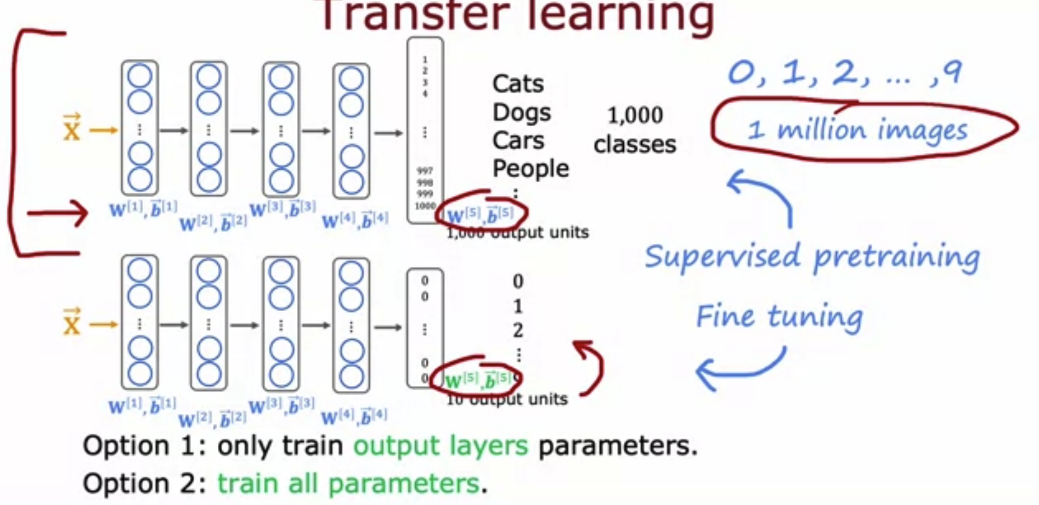 Transfer learning
0, 1, 2, ... ,9
1 million images
Cats
Dogs
Cars
People
⋮
1,000
classes
1
2
3
4
⋮
997
998
999
1000
x⃗
W[1], b⃗[1]
W[2], b⃗[2]
W[3], b⃗[3]
W[4], b⃗[4]
W[5], b⃗[5]
1,000 output units
Supervised pretraining
Fine tuning
x⃗
0
0
⋮
0
0
0
1
2
⋮
W[1], b⃗[1]
W[2], b⃗[2]
W[3], b⃗[3]
W[4], b⃗[4]
W[5], b⃗[5]
10 output units
Option 1: only train output layers parameters.
Option 2: train all parameters.